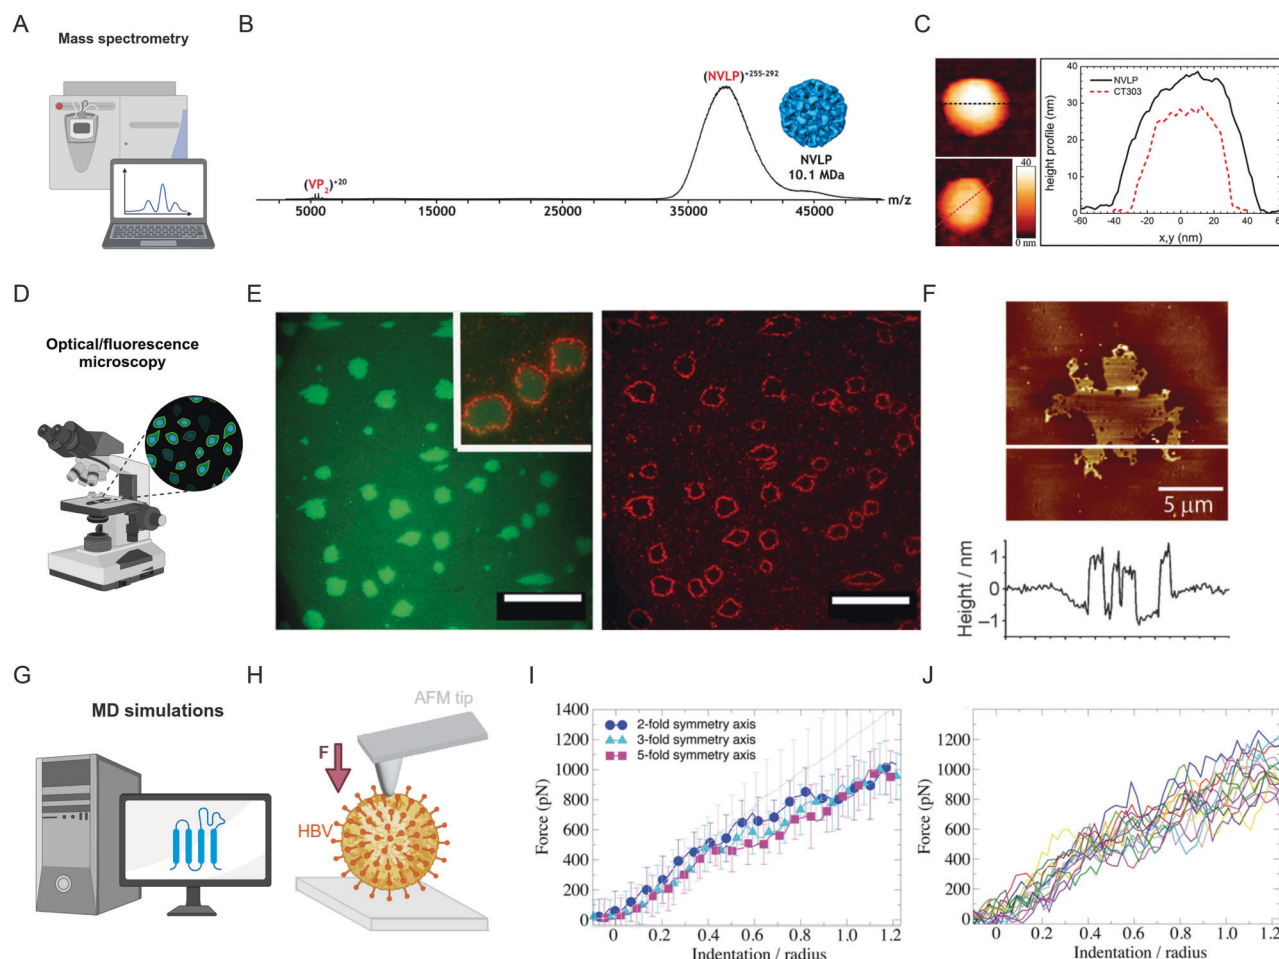 A
Mass spectrometry
B
(NVLP)+255-292
(VP2)+20
NVLP
10.1 MDa
5000 15000 25000 35000 45000 m/z
C
40
0 nm
height profile (nm)
40
30
20
10
0
NVLP
CT303
-60 -40 -20 0 20 40
x,y (nm)
D
Optical/fluorescence
microscopy
E
F
5 µm
Height / nm
1
0
−1
G
MD simulations
H
AFM tip
F
HBV
I
Force (pN)
1400
1200
1000
800
600
400
200
0
2-fold symmetry axis
3-fold symmetry axis
5-fold symmetry axis
0 0.2 0.4 0.6 0.8 1.0 1.2
Indentation / radius
J
Force (pN)
1200
1000
800
600
400
200
0
0 0.2 0.4 0.6 0.8 1.0 1.2
Indentation / radius